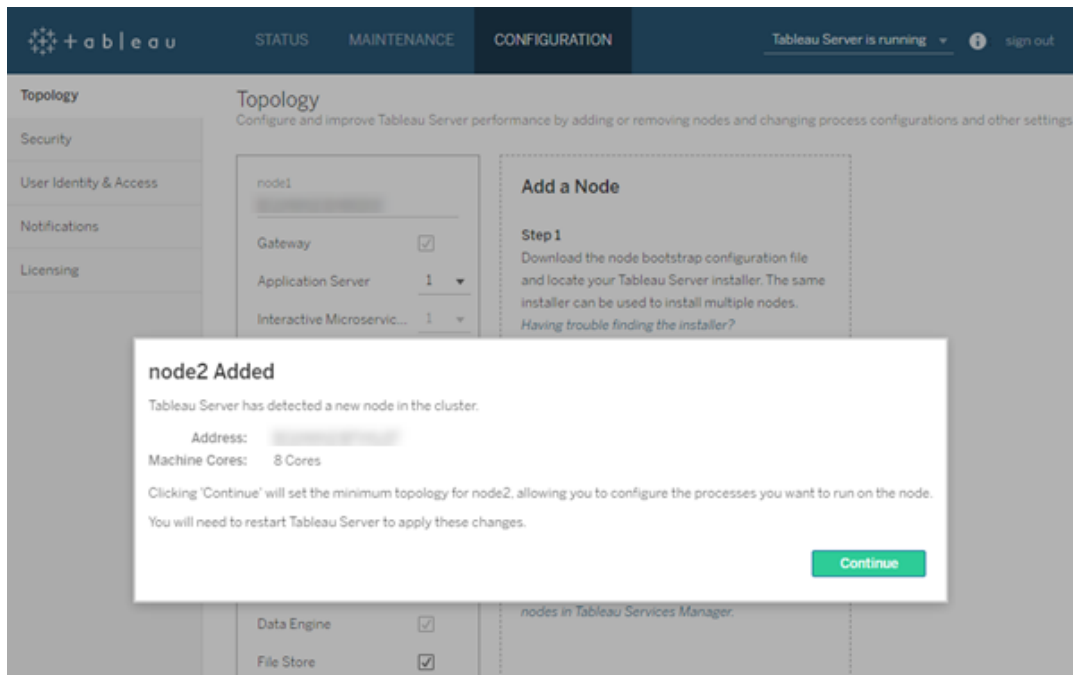 + a b | e a u
STATUS
MAINTENANCE
CONFIGURATION
Tableau Server is running
sign out
Topology
Security
User Identity & Access
Notifications
Licensing
Topology
Configure and improve Tableau Server performance by adding or removing nodes and changing process configurations and other settings
node1
Gateway
Application Server 1
Interactive Microservic... 1
Add a Node
Step 1
Download the node bootstrap configuration file
and locate your Tableau Server installer. The same
installer can be used to install multiple nodes.
Having trouble finding the installer?
node2 Added
Tableau Server has detected a new node in the cluster.
Address:
Machine Cores: 8 Cores
Clicking 'Continue' will set the minimum topology for node2, allowing you to configure the processes you want to run on the node.
You will need to restart Tableau Server to apply these changes.
Continue
nodes in Tableau Services Manager.
Data Engine
File Store